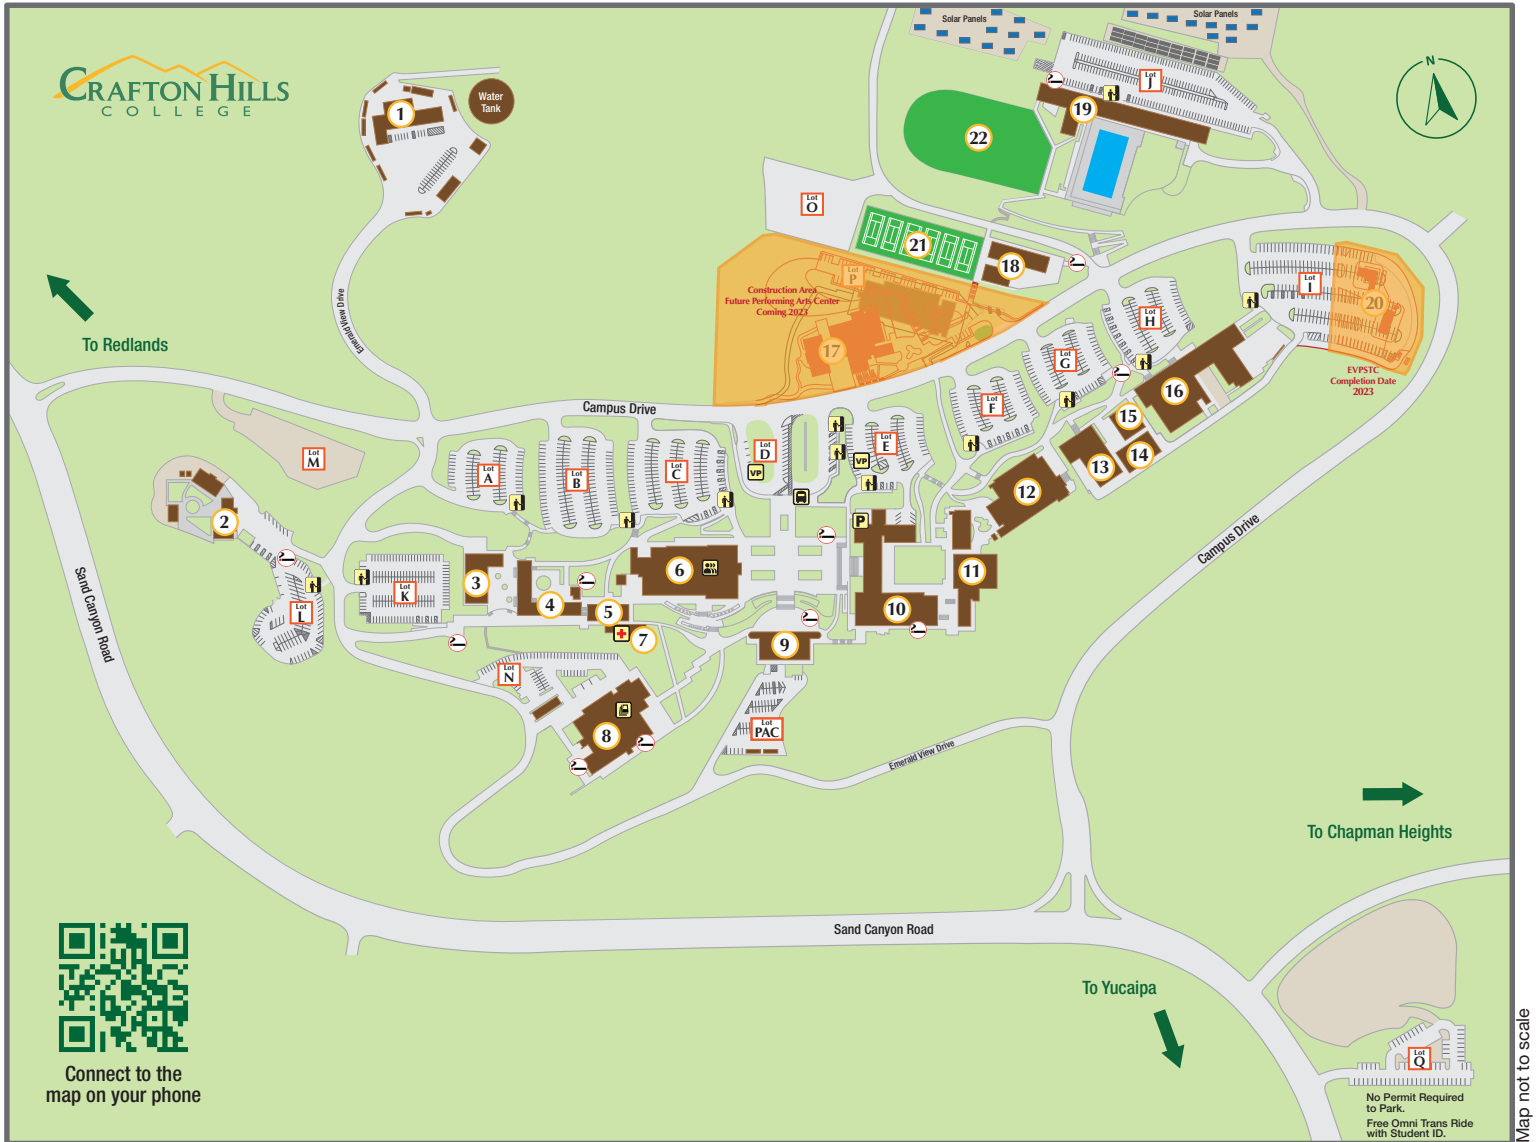 Solar Panels
Solar Panels
CRAFTON HILLS
COLLEGE
N
Water
Tank
1
Lot
J
19
22
Lot
O
21
18
Lot
P
Construction Area
Future Performing Arts Center
Coming 2023
17
Lot
I
20
EVPSTC
Completion Date
2023
Emerald View Drive
To Redlands
Lot
H
Lot
G
Lot
F
16
15
14
13
12
Campus Drive
Lot
M
Lot
A
Lot
B
Lot
C
Lot
D
VP
Lot
E
VP
P
2
Lot
L
Lot
K
3
4
5
6
7
8
9
10
11
Lot
N
Lot
PAC
Sand Canyon Road
Campus Drive
Emerald View Drive
To Chapman Heights
Sand Canyon Road
To Yucaipa
Connect to the
map on your phone
Lot
Q
No Permit Required
to Park.
Free Omni Trans Ride
with Student ID.
Map not to scale